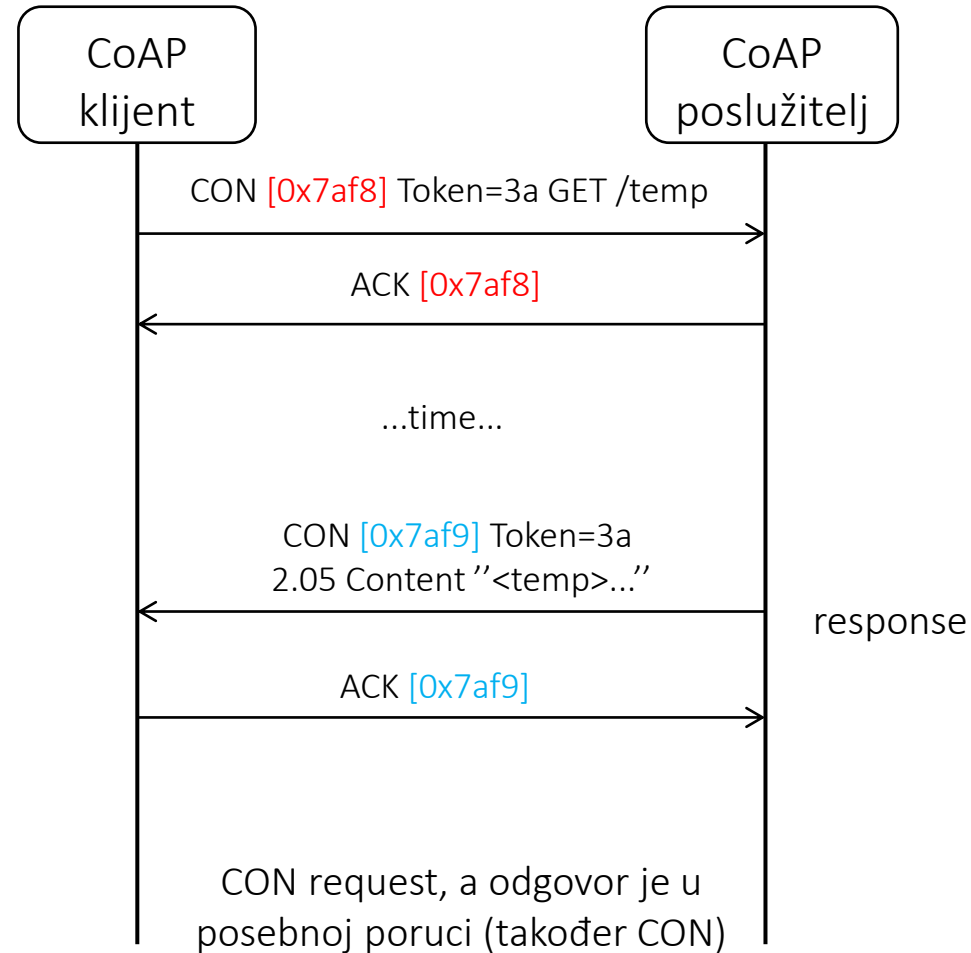 CoAP
klijent
CoAP
poslužitelj
CON [0x7af8] Token=3a GET /temp
ACK [0x7af8]
...time...
CON [0x7af9] Token=3a
2.05 Content ’’<temp>...’’
response
ACK [0x7af9]
CON request, a odgovor je u
posebnoj poruci (također CON)